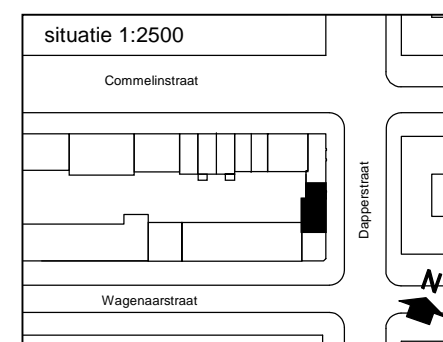 situatie 1:2500
Commelinstraat
Dapperstraat
N
Wagenaarstraat